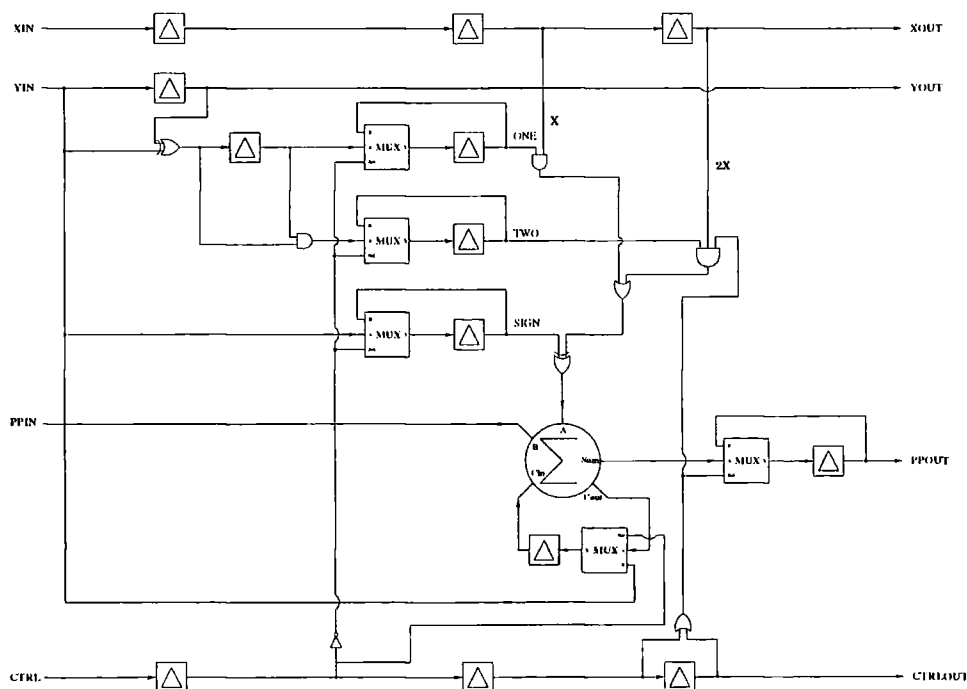 XIN
XOUT
YIN
YOUT
X
ONE
MUX
2X
TWO
MUX
SIGN
MUX
PPIN
A
B
Sum
Cin
Cout
MUX
PPOUT
MUX
CTRL
CTRLOUT